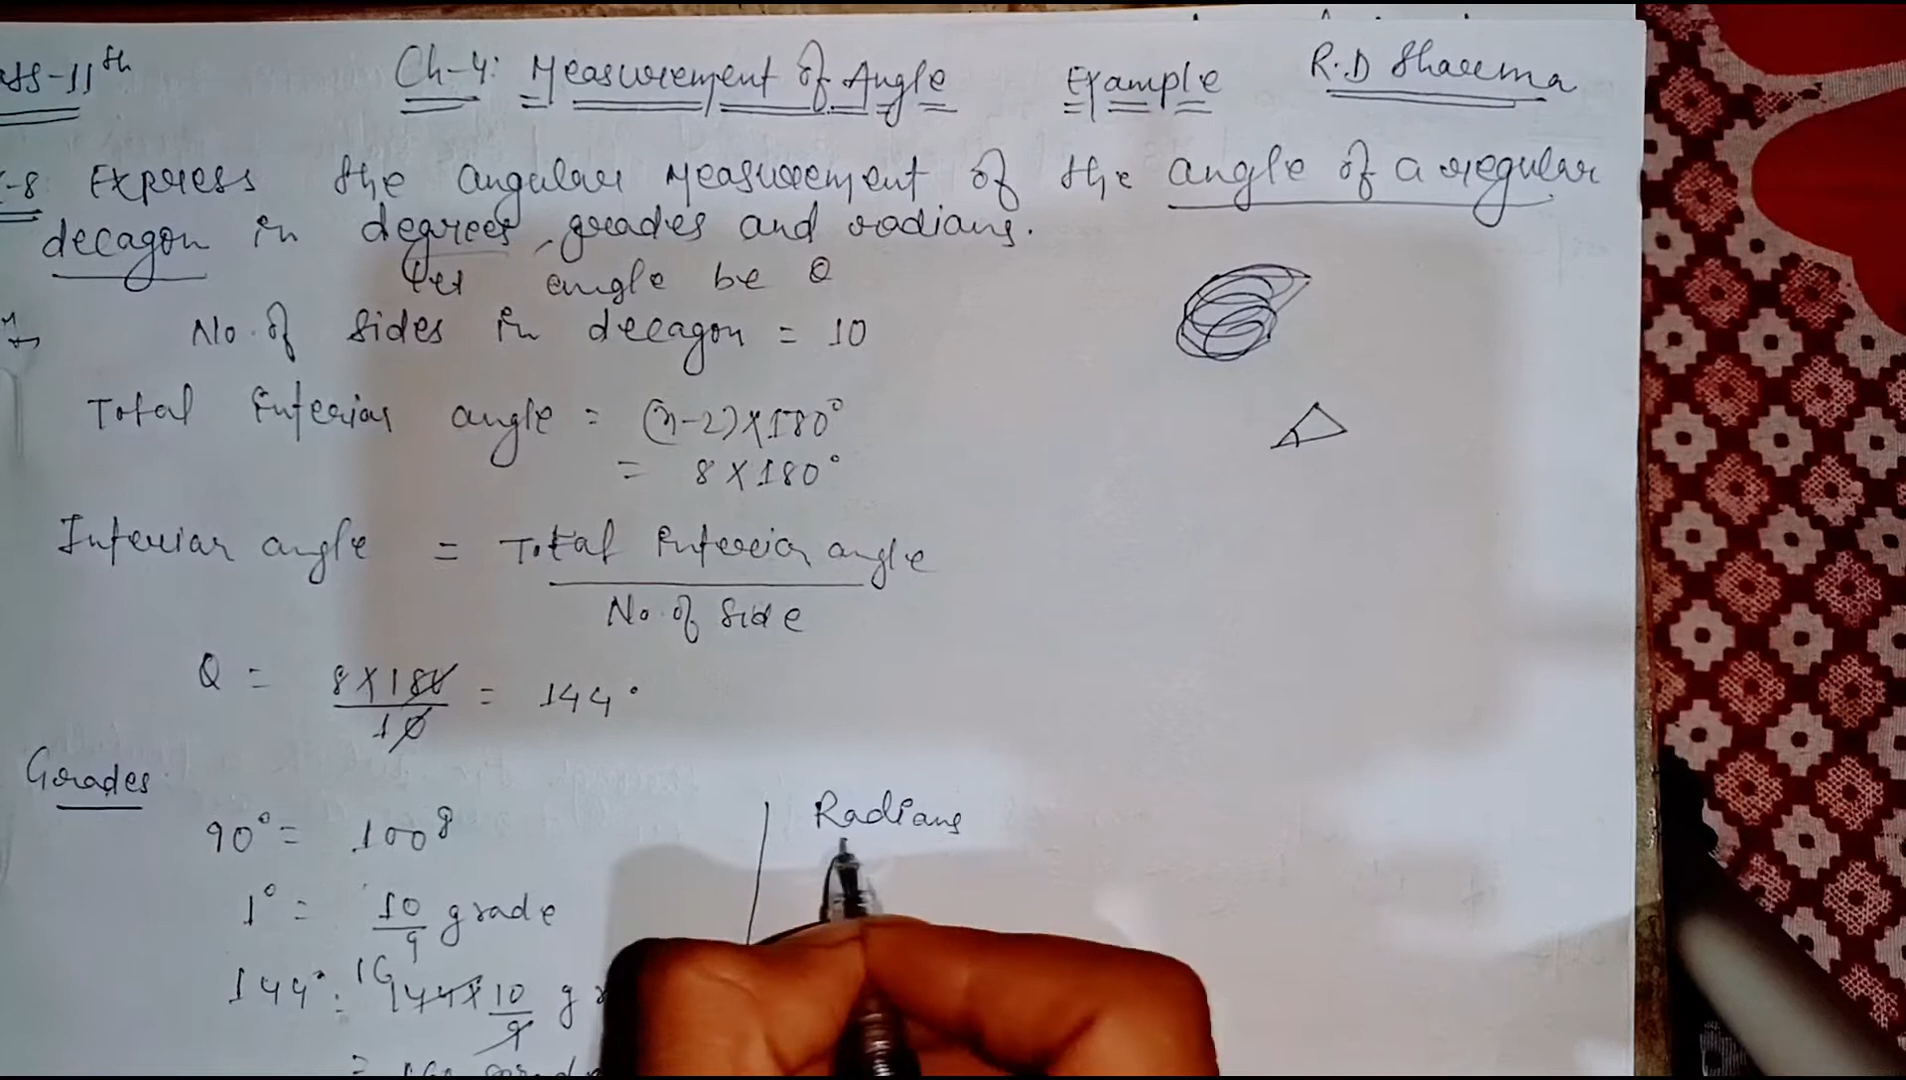 11th Ch-4: Measurement of Angle Example R.D Sharma
8 Express the angular measurement of the angle of a regular
decagon in degrees, grades and radians.
Let angle be Q
No. of sides in decagon = 10
Total interior angle = (n-2)×180°
= 8×180°
Interior angle = Total interior angle
No. of side
Q = 8×180 = 144°
10
Grades
90° = 100g
1° = 10 grade
9
144° = 16 144×10
9
Radians